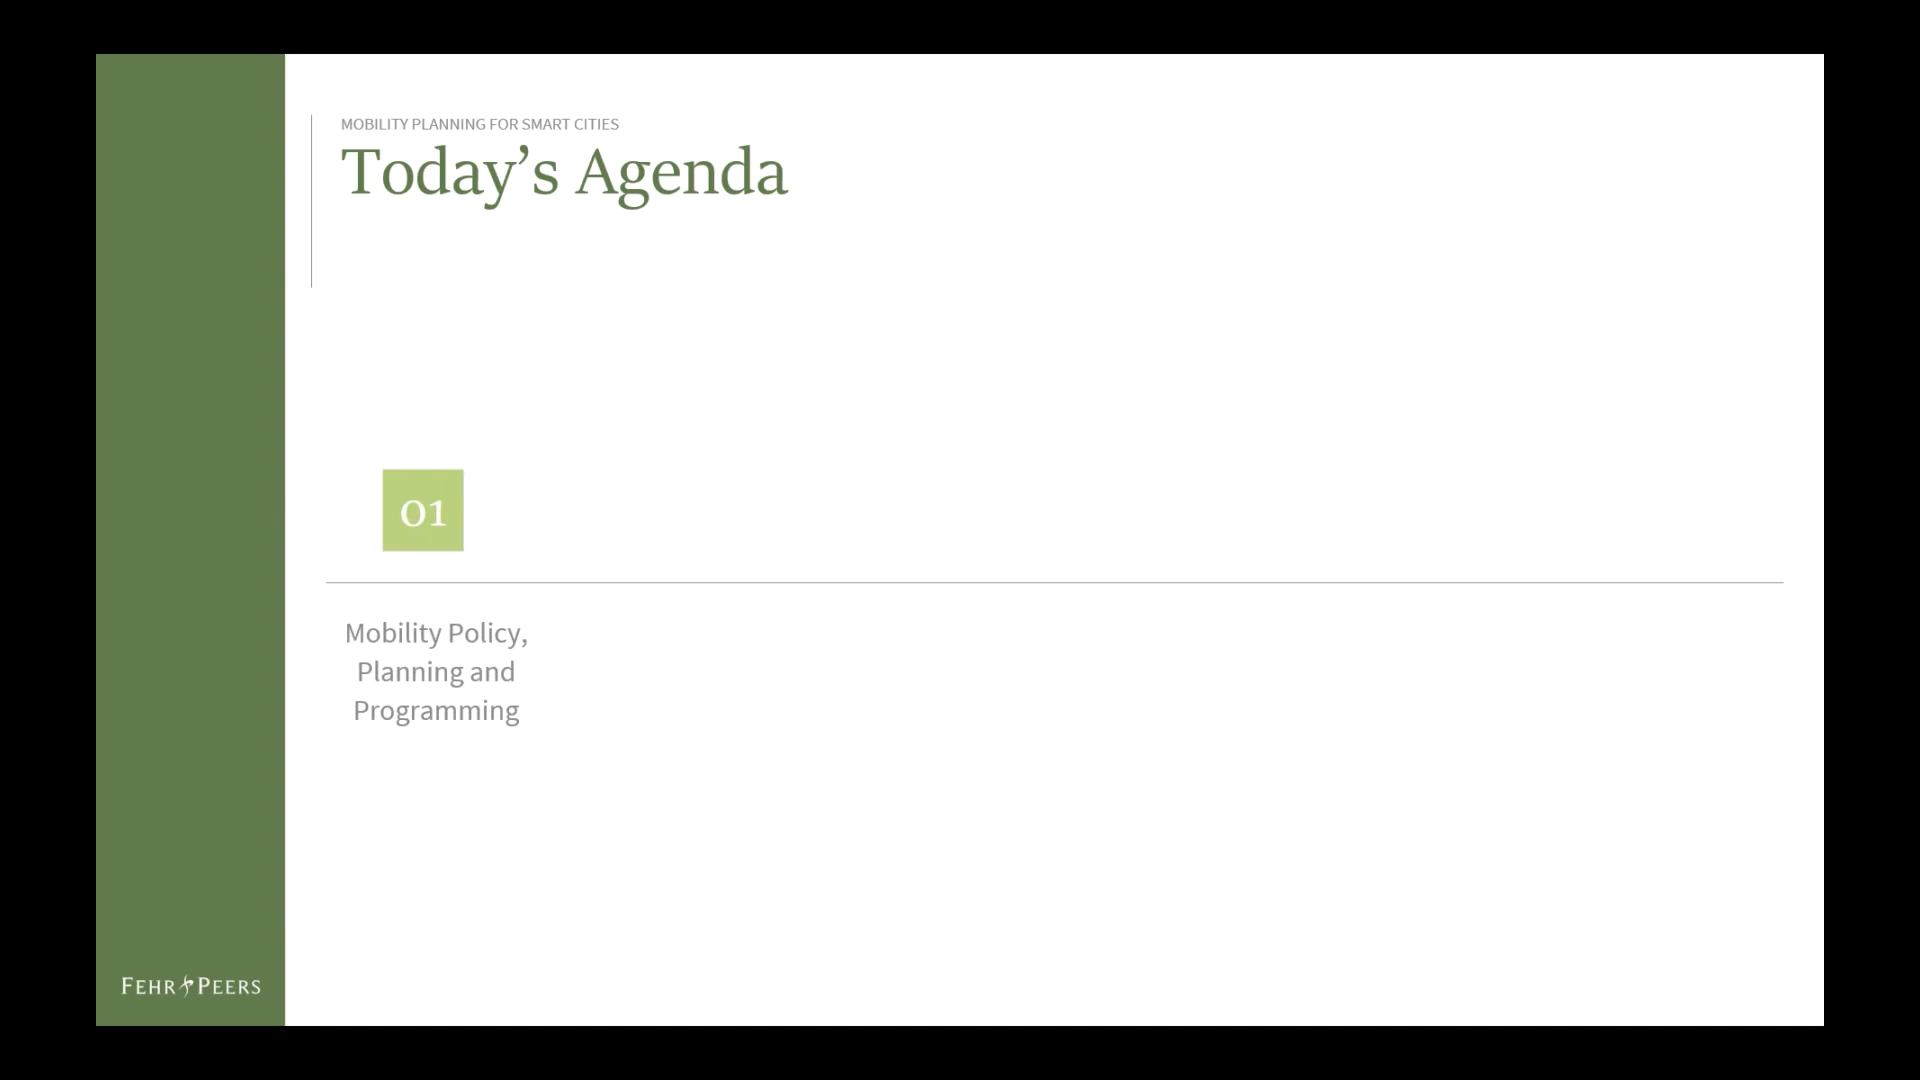 MOBILITY PLANNING FOR SMART CITIES
Today’s Agenda
01
Mobility Policy,
Planning and
Programming
FEHR PEERS